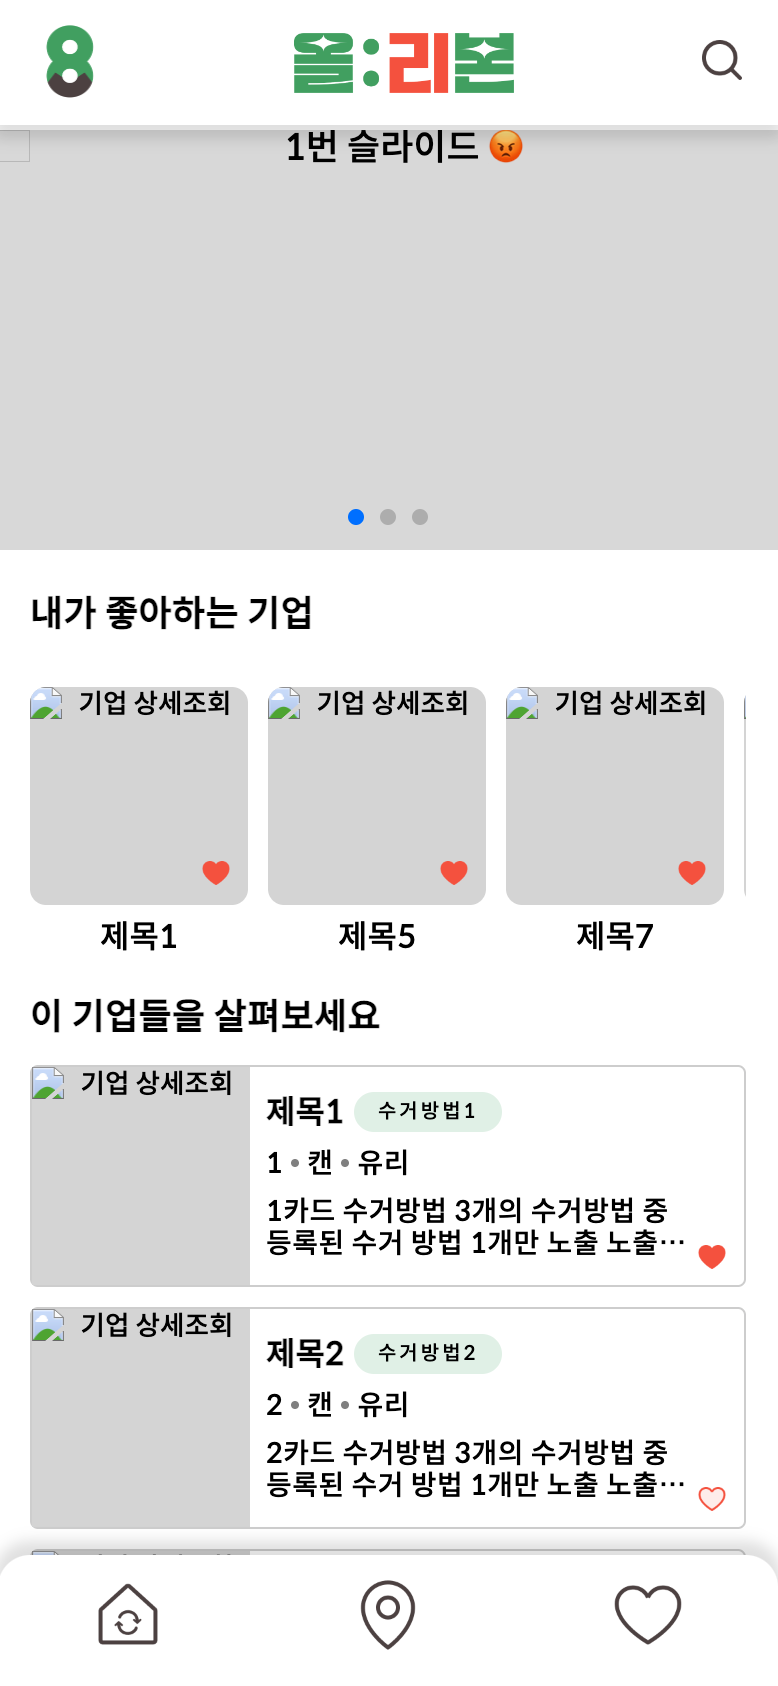 8
올:리본
1번 슬라이드 😡
내가 좋아하는 기업
기업 상세조회
기업 상세조회
기업 상세조회
제목1
제목5
제목7
이 기업들을 살펴보세요
기업 상세조회
제목1 수거방법1
1 • 캔 • 유리
1카드 수거방법 3개의 수거방법 중
등록된 수거 방법 1개만 노출 노출…
기업 상세조회
제목2 수거방법2
2 • 캔 • 유리
2카드 수거방법 3개의 수거방법 중
등록된 수거 방법 1개만 노출 노출…